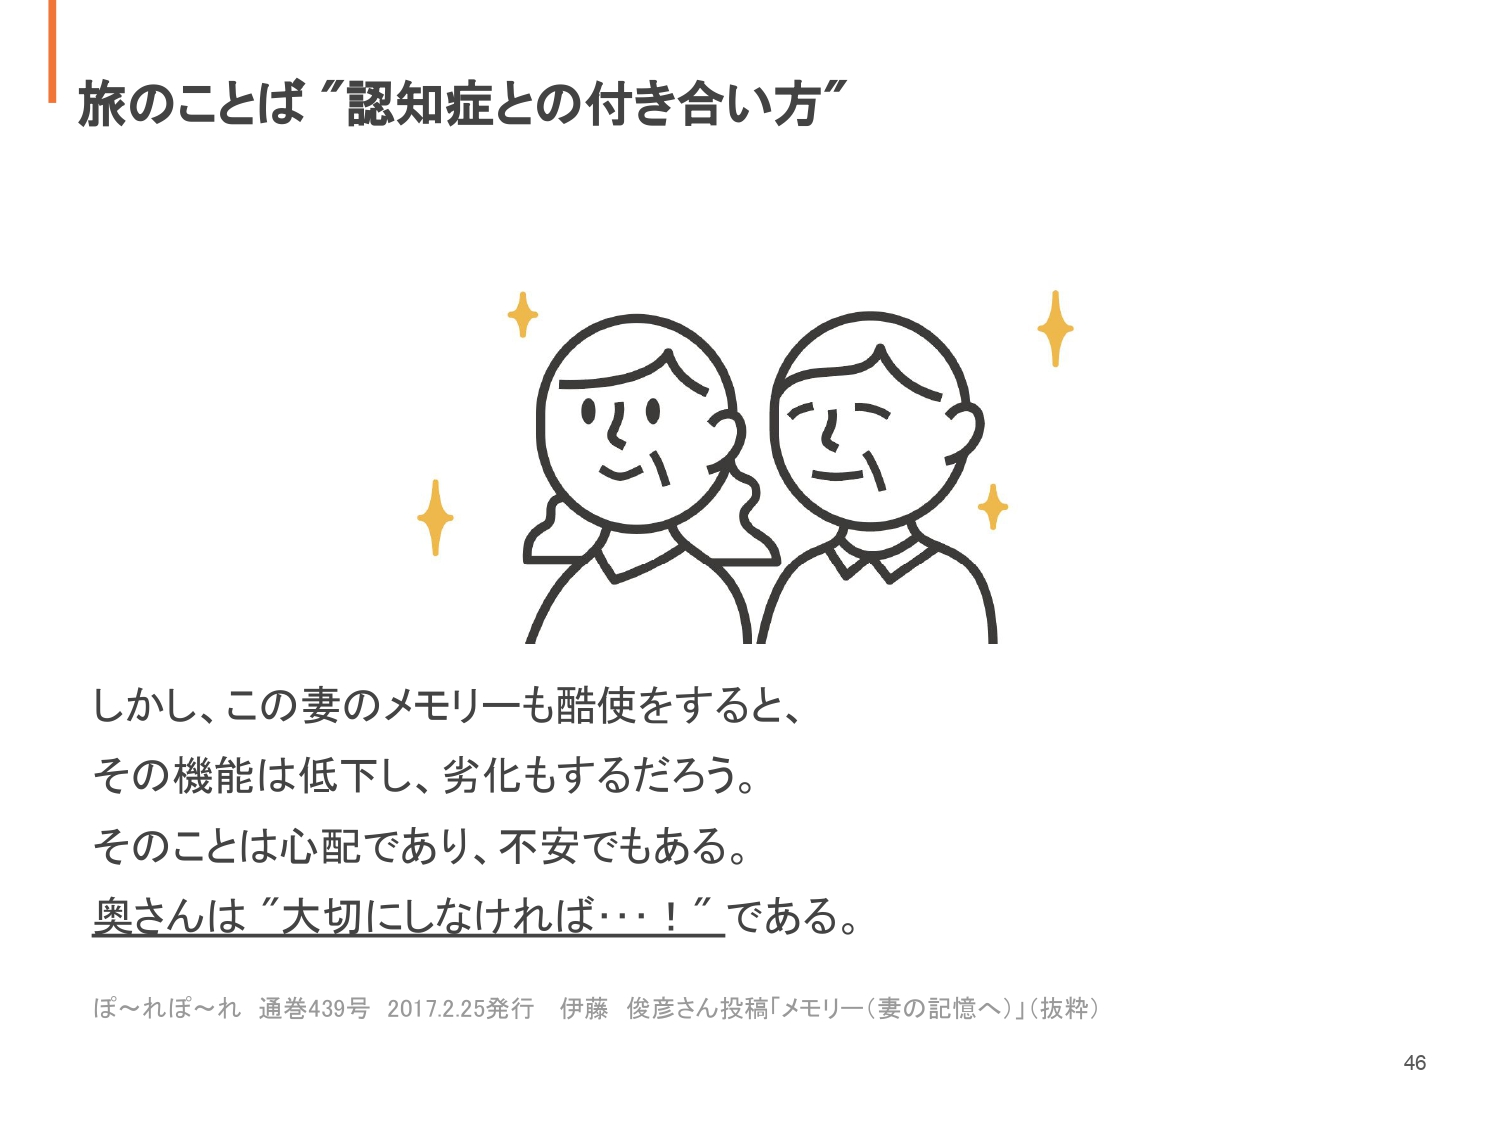 旅のことば ″認知症との付き合い方″
しかし、この妻のメモリーも酷使をすると、
その機能は低下し、劣化もするだろう。
そのことは心配であり、不安でもある。
奥さんは ″大切にしなければ…！″ である。
ぽ～れぽ～れ 通巻439号 2017.2.25発行　伊藤 俊彦さん投稿「メモリー（妻の記憶へ）」（抜粋）
46